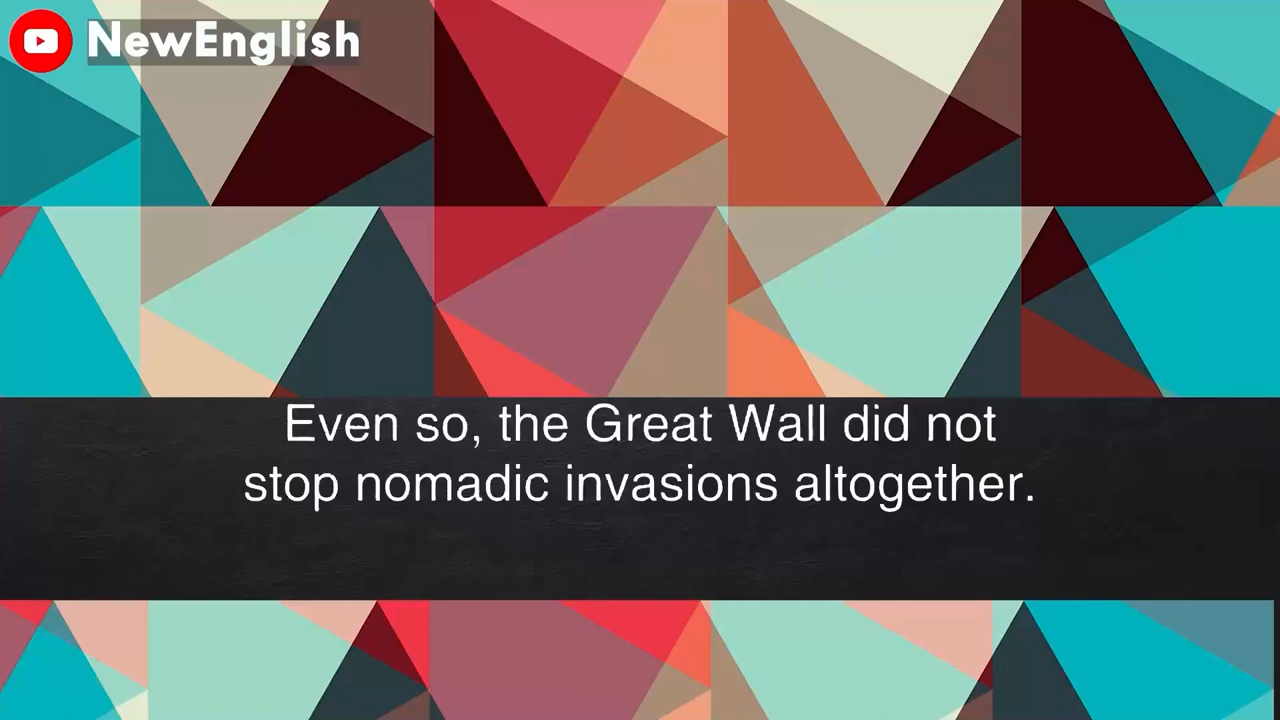 NewEnglish
Even so, the Great Wall did not
stop nomadic invasions altogether.